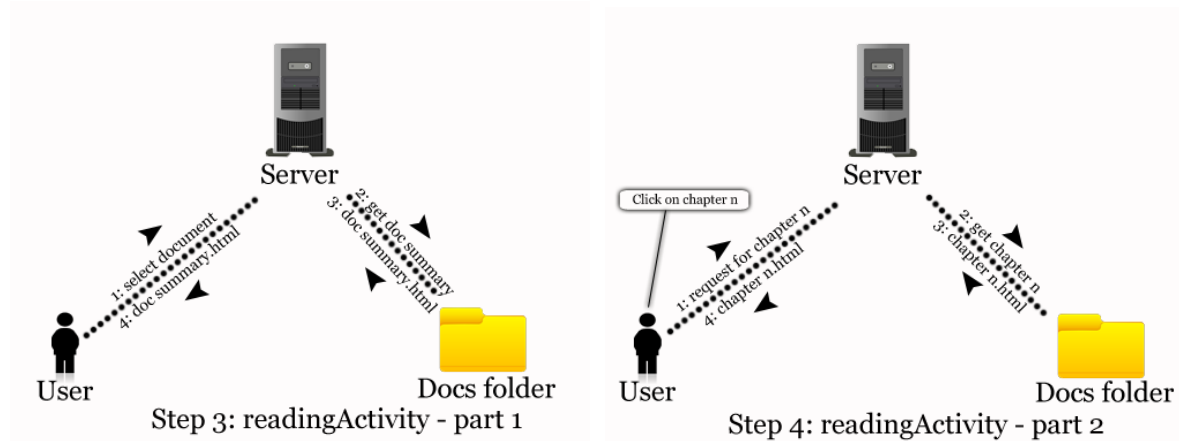 Server
1: select document
4: doc summary.html
2: get doc summary
3: doc summary.html
User
Docs folder
Step 3: readingActivity - part 1
Server
Click on chapter n
1: request for chapter n
4: chapter n.html
2: get chapter n
3: chapter n.html
User
Docs folder
Step 4: readingActivity - part 2